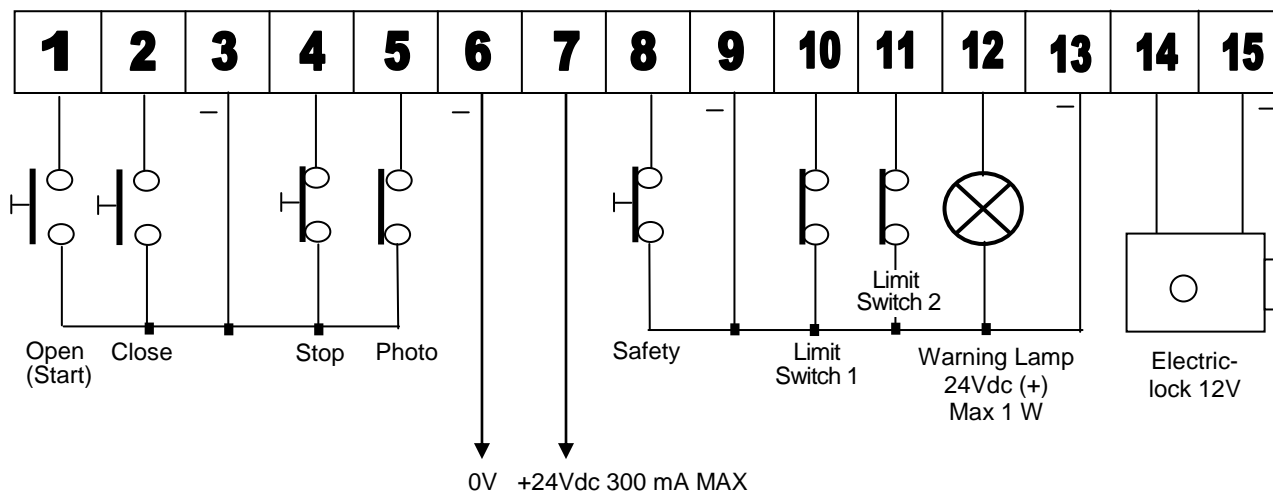 1 2 3 4 5 6 7 8 9 10 11 12 13 14 15
– – – – –
Limit
Switch 2
Open
(Start)
Close
Stop
Photo
Safety
Limit
Switch 1
Warning Lamp
24Vdc (+)
Max 1 W
Electric-
lock 12V
0V +24Vdc 300 mA MAX